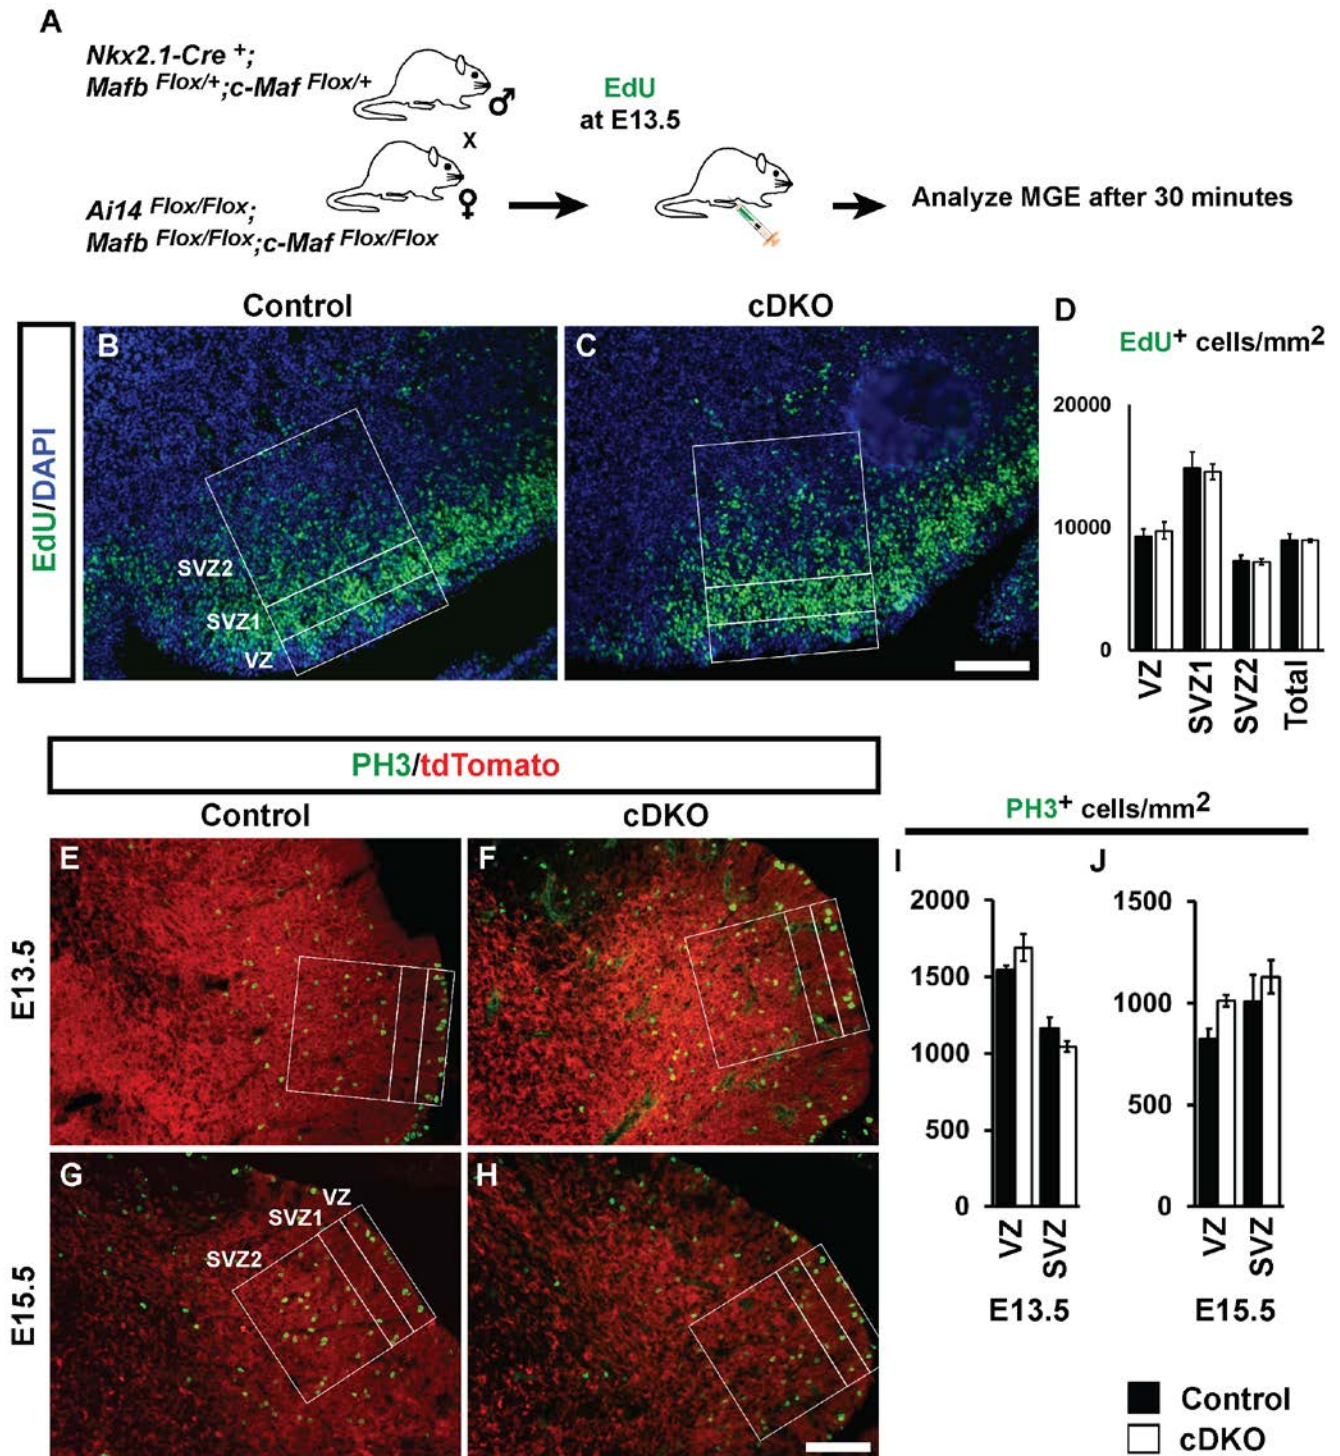 A
Nkx2.1-Cre +;
Mafb Flox/+;c-Maf Flox/+
♂
X
♀
Ai14 Flox/Flox;
Mafb Flox/Flox;c-Maf Flox/Flox
EdU
at E13.5
Analyze MGE after 30 minutes
Control
cDKO
EdU/DAPI
B
SVZ2
SVZ1
VZ
C
D
EdU+ cells/mm2
20000
10000
0
VZ
SVZ1
SVZ2
Total
PH3/tdTomato
Control
cDKO
E13.5
E
F
E15.5
G
VZ
SVZ1
SVZ2
H
PH3+ cells/mm2
I
2000
1500
1000
500
0
VZ
SVZ
E13.5
J
1500
1000
500
0
VZ
SVZ
E15.5
Control
cDKO